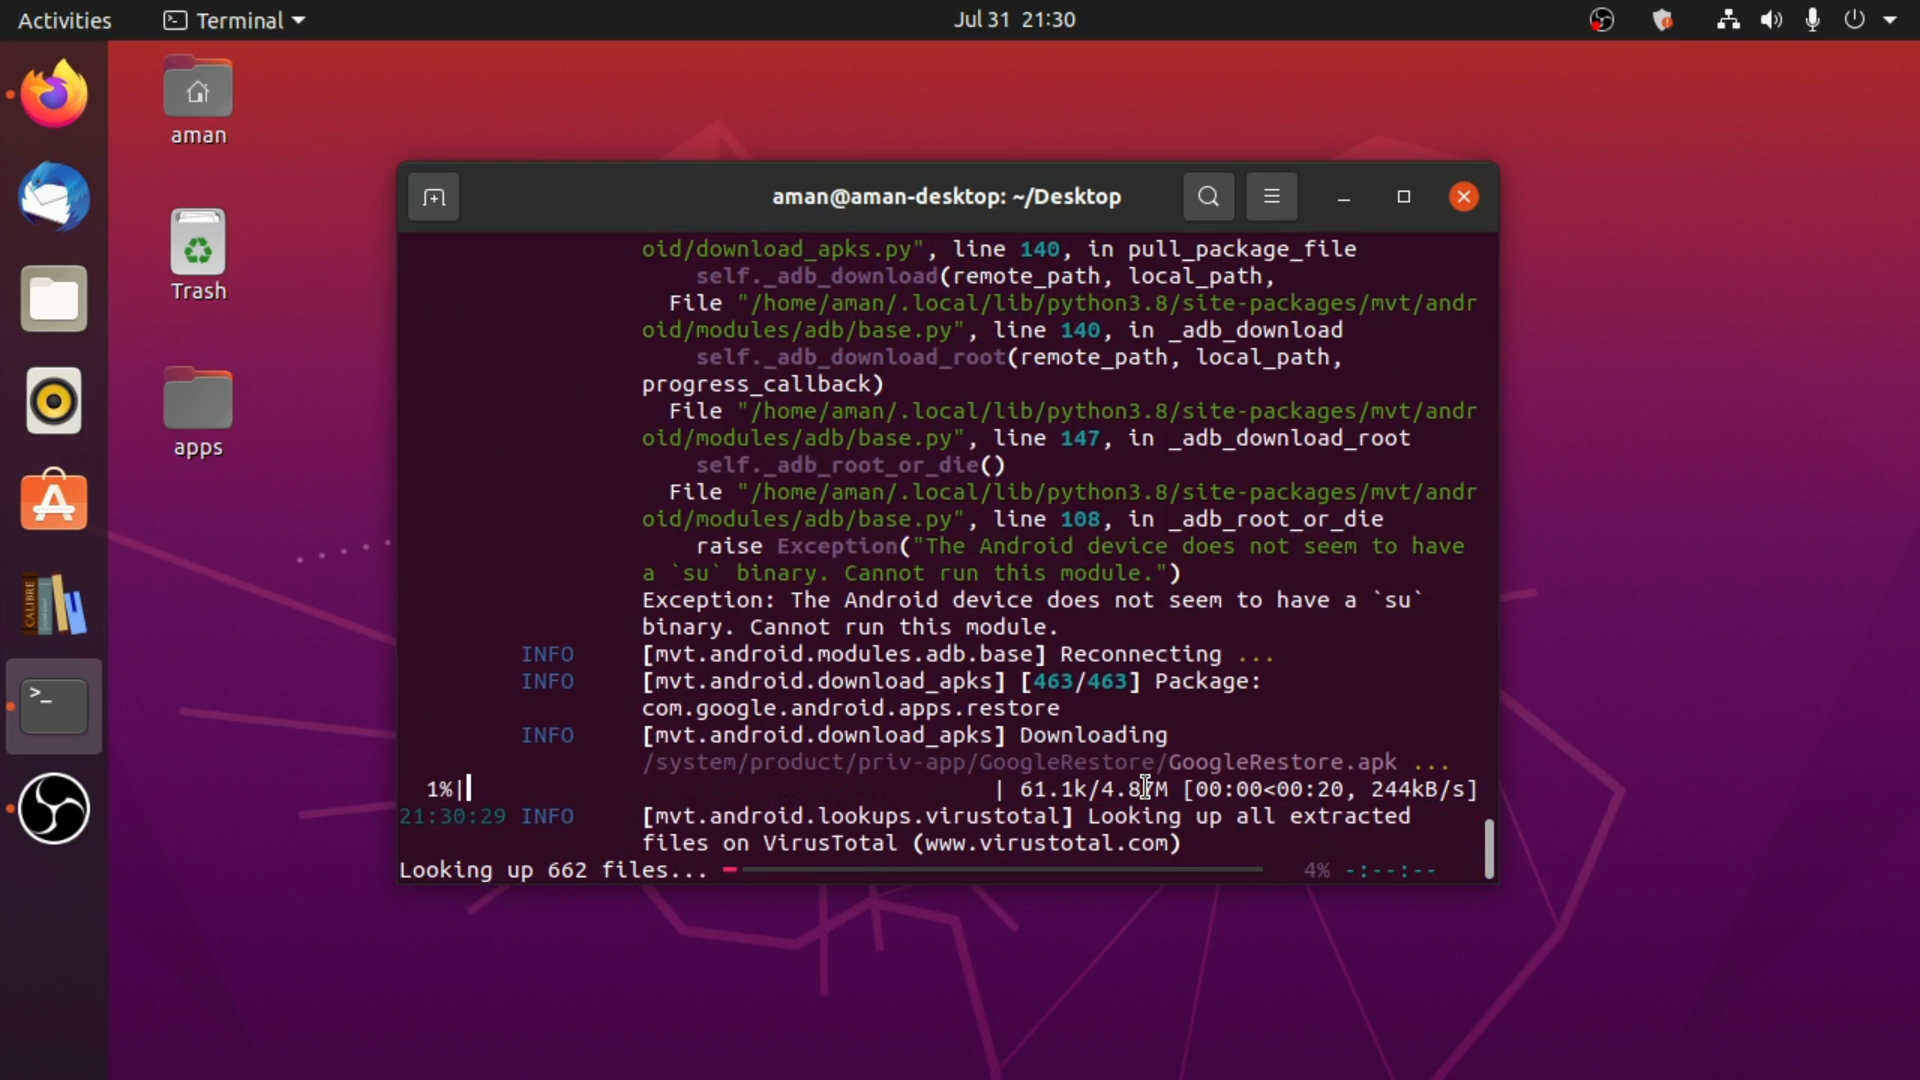 Activities
Terminal
Jul 31 21:30
aman
Trash
apps
CALIBRE
aman@aman-desktop: ~/Desktop
oid/download_apks.py", line 140, in pull_package_file
self._adb_download(remote_path, local_path,
File "/home/aman/.local/lib/python3.8/site-packages/mvt/andr
oid/modules/adb/base.py", line 140, in _adb_download
self._adb_download_root(remote_path, local_path,
progress_callback)
File "/home/aman/.local/lib/python3.8/site-packages/mvt/andr
oid/modules/adb/base.py", line 147, in _adb_download_root
self._adb_root_or_die()
File "/home/aman/.local/lib/python3.8/site-packages/mvt/andr
oid/modules/adb/base.py", line 108, in _adb_root_or_die
raise Exception("The Android device does not seem to have
a `su` binary. Cannot run this module.")
Exception: The Android device does not seem to have a `su`
binary. Cannot run this module.
INFO [mvt.android.modules.adb.base] Reconnecting ...
INFO [mvt.android.download_apks] [463/463] Package:
com.google.android.apps.restore
INFO [mvt.android.download_apks] Downloading
/system/product/priv-app/GoogleRestore/GoogleRestore.apk ...
1%| | 61.1k/4.87M [00:00<00:20, 244kB/s]
21:30:29 INFO [mvt.android.lookups.virustotal] Looking up all extracted
files on VirusTotal (www.virustotal.com)
Looking up 662 files... 4% -:--:--